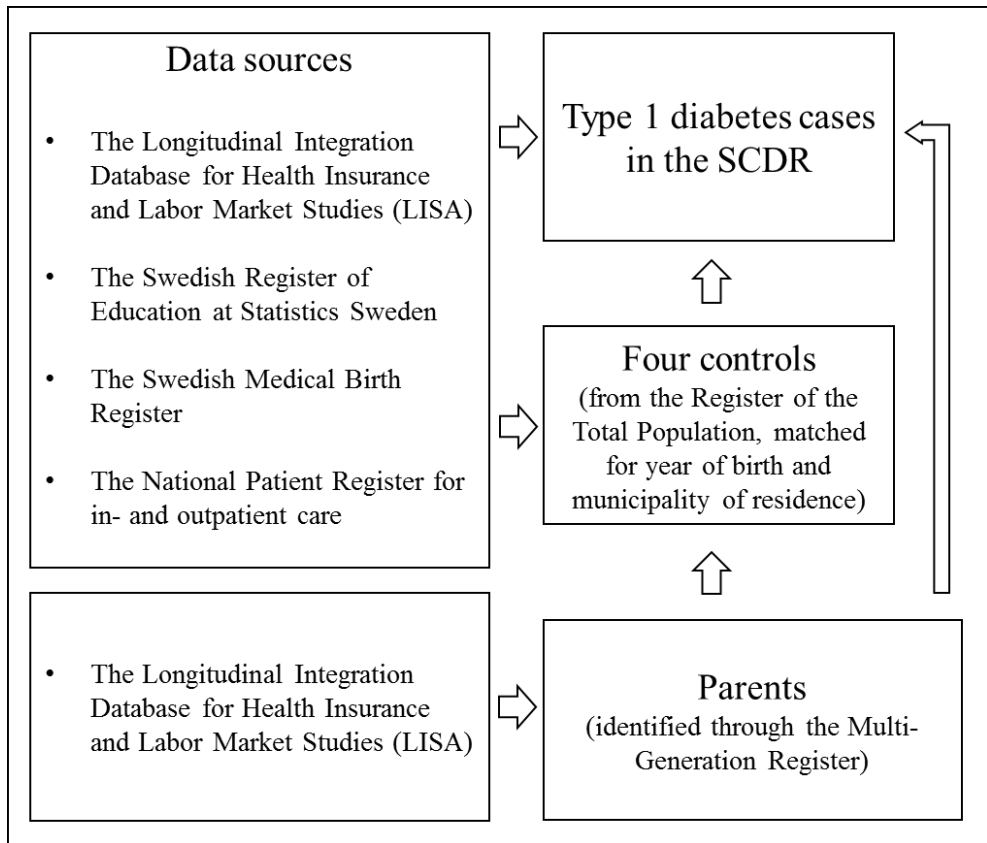 Data sources
• The Longitudinal Integration
Database for Health Insurance
and Labor Market Studies (LISA)
• The Swedish Register of
Education at Statistics Sweden
• The Swedish Medical Birth
Register
• The National Patient Register for
in- and outpatient care
Type 1 diabetes cases
in the SCDR
Four controls
(from the Register of the
Total Population, matched
for year of birth and
municipality of residence)
• The Longitudinal Integration
Database for Health Insurance
and Labor Market Studies (LISA)
Parents
(identified through the Multi-
Generation Register)